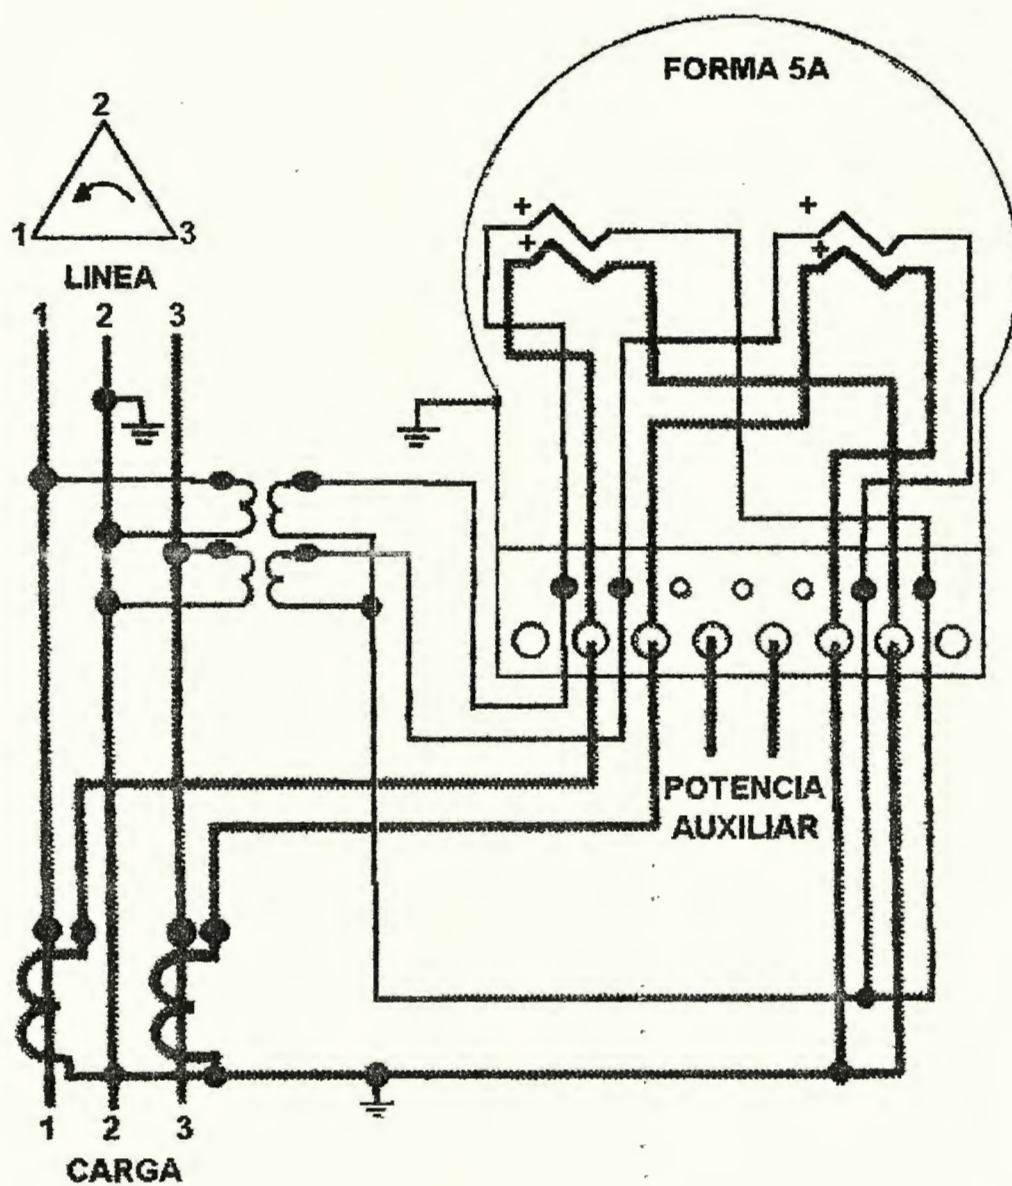 FORMA 5A
2
1 3
LINEA
1 2 3
+ +
+ +
POTENCIA
AUXILIAR
1 2 3
CARGA